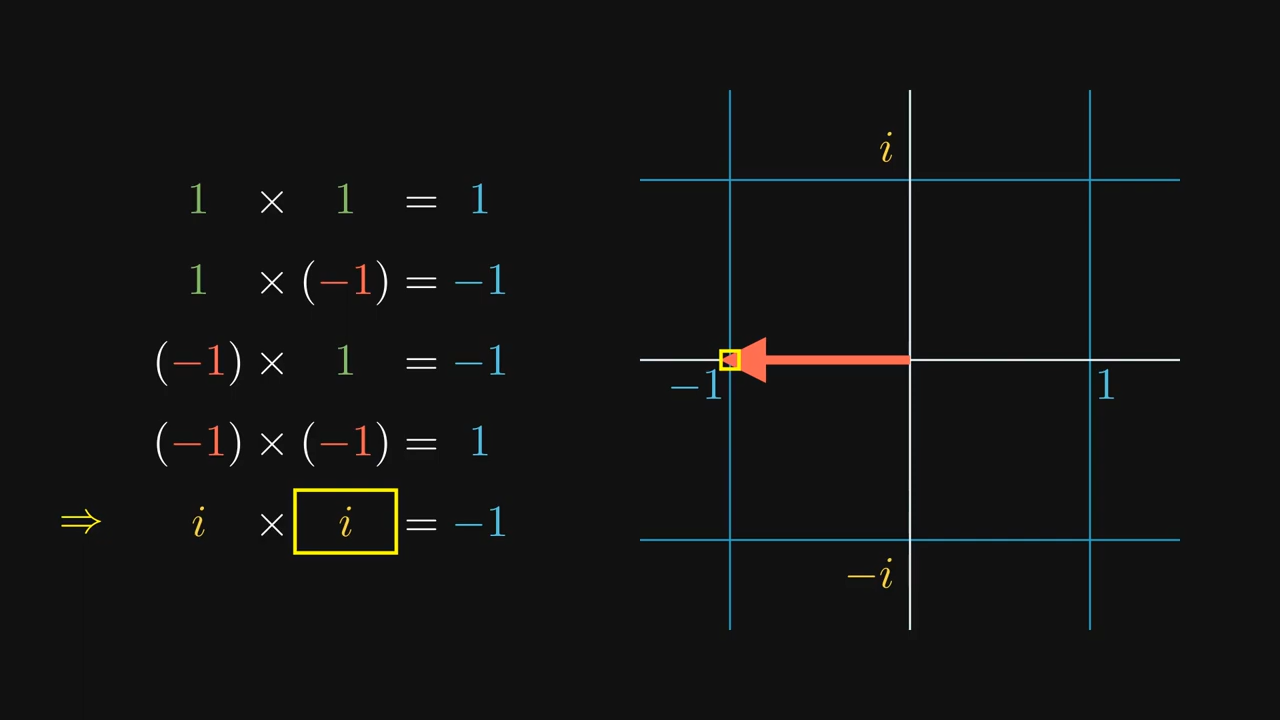 1 × 1 = 1
1 × (−1) = −1
(−1) × 1 = −1
(−1) × (−1) = 1
⇒ i × i = −1
i
−1
1
−i